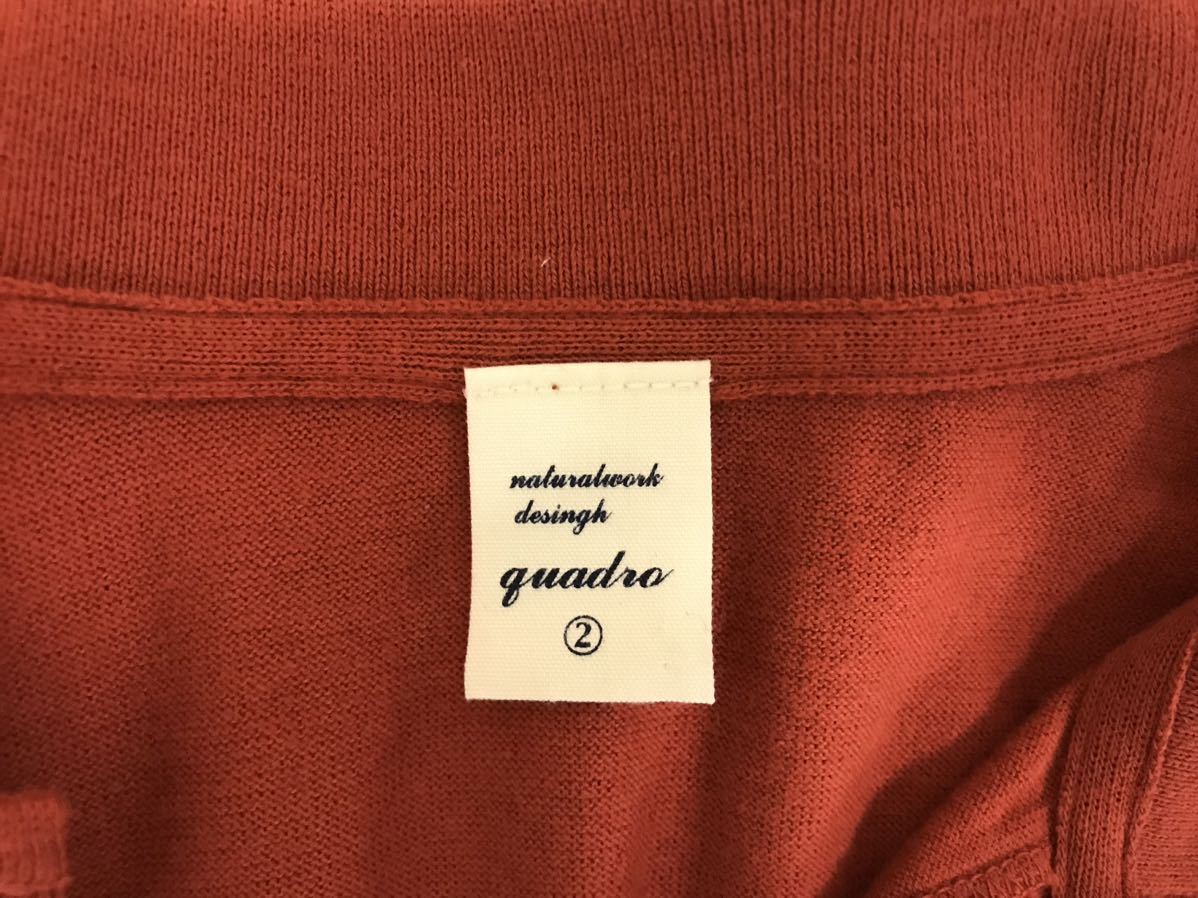 naturalwork
desingh
quadro
②